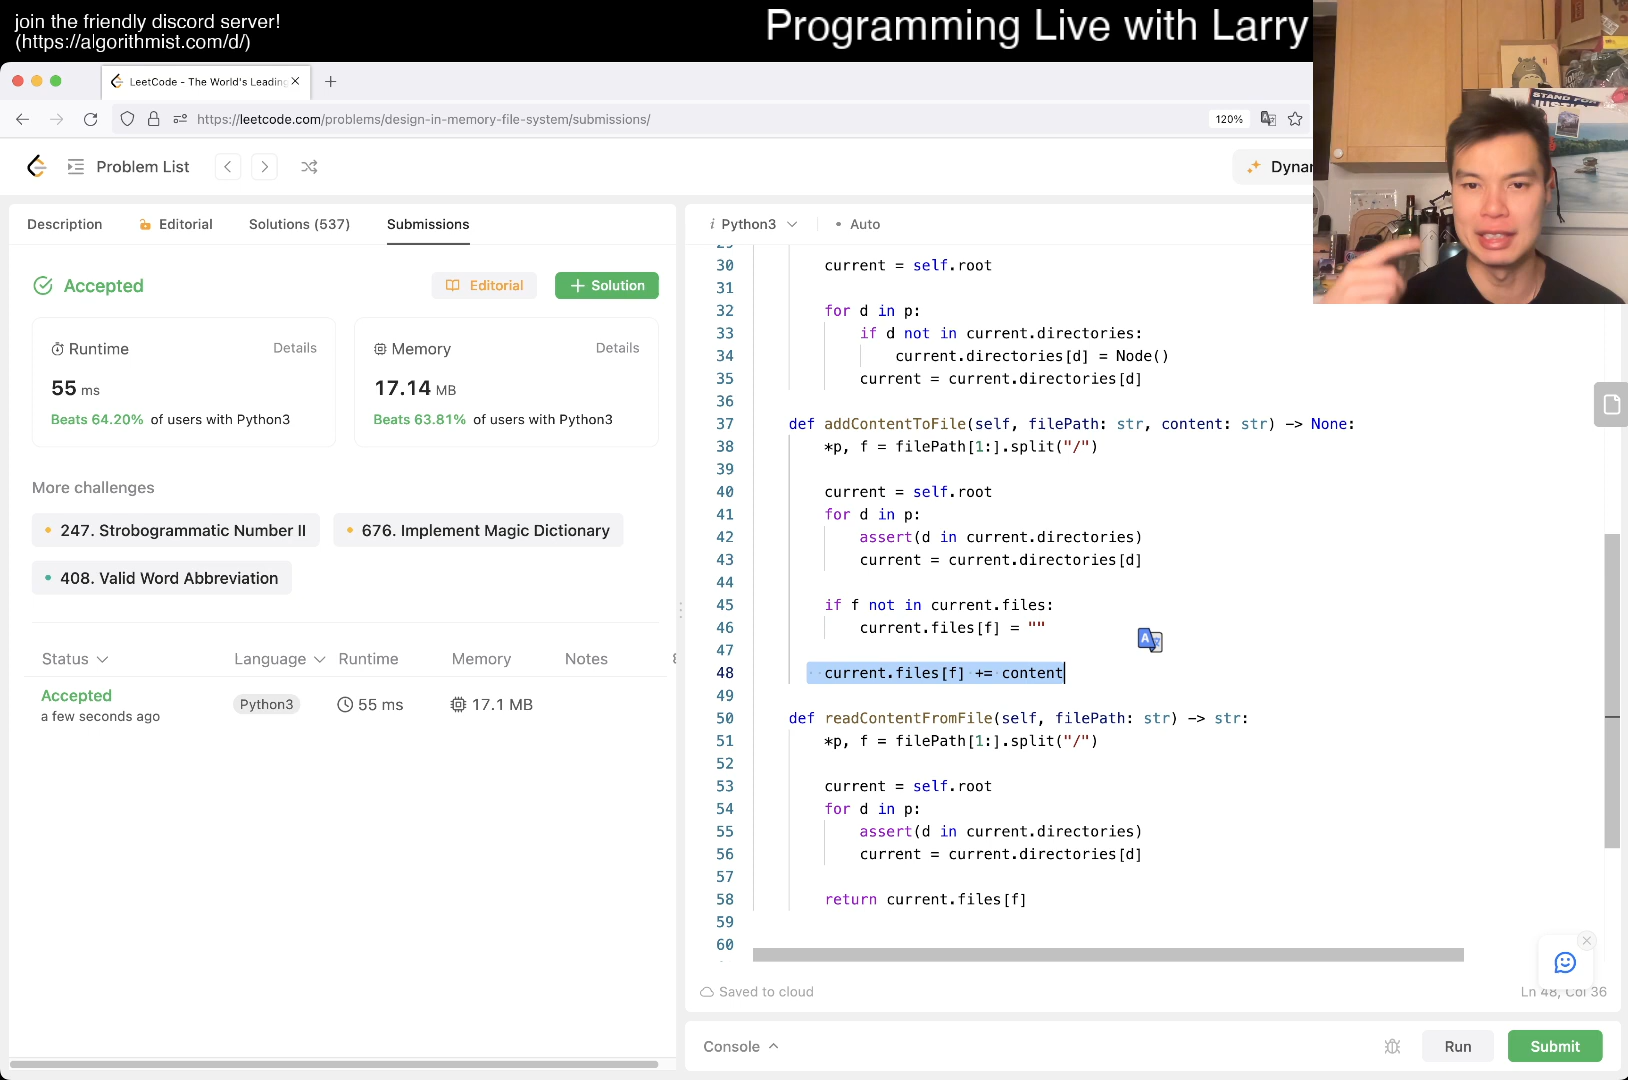 join the friendly discord server!
(https://algorithmist.com/d/)
Programming Live with Larry
LeetCode - The World's Leading
https://leetcode.com/problems/design-in-memory-file-system/submissions/
120%
Problem List
Dynam
STAND FOR
Description
Editorial
Solutions (537)
Submissions
Accepted
Editorial
Solution
Runtime
Details
55 ms
Beats 64.20% of users with Python3
Memory
Details
17.14 MB
Beats 63.81% of users with Python3
More challenges
247. Strobogrammatic Number II
676. Implement Magic Dictionary
408. Valid Word Abbreviation
Status
Language
Runtime
Memory
Notes
Accepted
a few seconds ago
Python3
55 ms
17.1 MB
i Python3
Auto
29
30 current = self.root
31
32 for d in p:
33 if d not in current.directories:
34 current.directories[d] = Node()
35 current = current.directories[d]
36
37 def addContentToFile(self, filePath: str, content: str) -> None:
38 *p, f = filePath[1:].split("/")
39
40 current = self.root
41 for d in p:
42 assert(d in current.directories)
43 current = current.directories[d]
44
45 if f not in current.files:
46 current.files[f] = ""
47
48 current.files[f] += content
49
50 def readContentFromFile(self, filePath: str) -> str:
51 *p, f = filePath[1:].split("/")
52
53 current = self.root
54 for d in p:
55 assert(d in current.directories)
56 current = current.directories[d]
57
58 return current.files[f]
59
60
Saved to cloud
Ln 48, Col 36
Console
Run
Submit